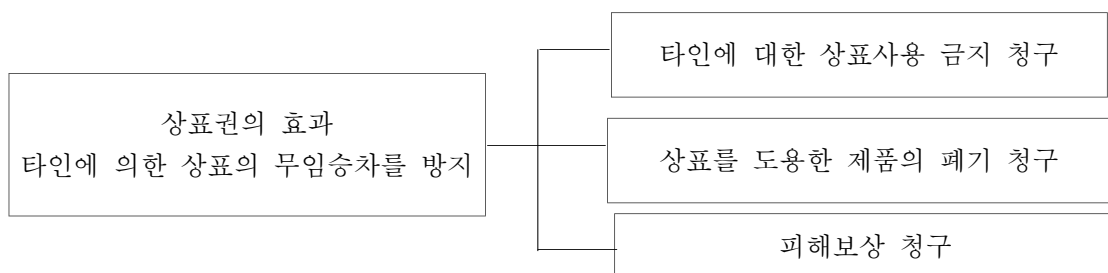 상표권의 효과
타인에 의한 상표의 무임승차를 방지
타인에 대한 상표사용 금지 청구
상표를 도용한 제품의 폐기 청구
피해보상 청구